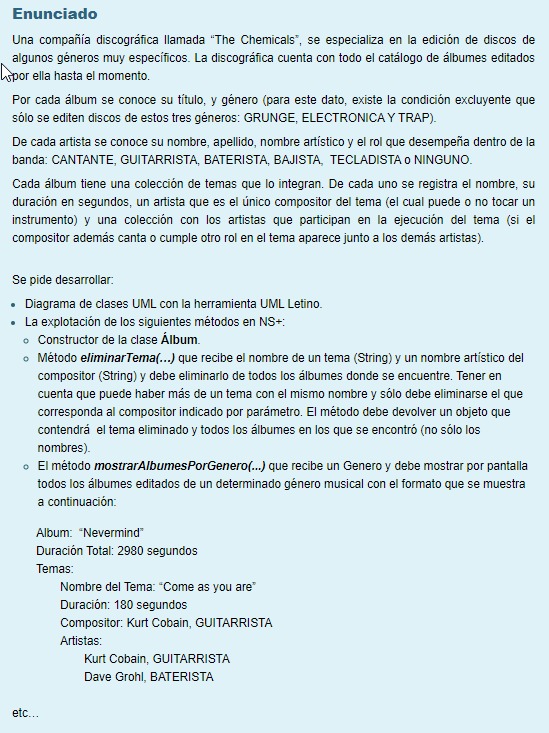 Enunciado
Una compañía discográfica llamada “The Chemicals”, se especializa en la edición de discos de
algunos géneros muy específicos. La discográfica cuenta con todo el catálogo de álbumes editados
por ella hasta el momento.
Por cada álbum se conoce su título, y género (para este dato, existe la condición excluyente que
sólo se editen discos de estos tres géneros: GRUNGE, ELECTRONICA Y TRAP).
De cada artista se conoce su nombre, apellido, nombre artístico y el rol que desempeña dentro de la
banda: CANTANTE, GUITARRISTA, BATERISTA, BAJISTA, TECLADISTA o NINGUNO.
Cada álbum tiene una colección de temas que lo integran. De cada uno se registra el nombre, su
duración en segundos, un artista que es el único compositor del tema (el cual puede o no tocar un
instrumento) y una colección con los artistas que participan en la ejecución del tema (si el
compositor además canta o cumple otro rol en el tema aparece junto a los demás artistas).
Se pide desarrollar:
• Diagrama de clases UML con la herramienta UML Letino.
• La explotación de los siguientes métodos en NS+:
○ Constructor de la clase Álbum.
○ Método eliminarTema(…) que recibe el nombre de un tema (String) y un nombre artístico del
compositor (String) y debe eliminarlo de todos los álbumes donde se encuentre. Tener en
cuenta que puede haber más de un tema con el mismo nombre y sólo debe eliminarse el que
corresponda al compositor indicado por parámetro. El método debe devolver un objeto que
contendrá el tema eliminado y todos los álbumes en los que se encontró (no sólo los
nombres).
○ El método mostrarAlbumesPorGenero(...) que recibe un Genero y debe mostrar por pantalla
todos los álbumes editados de un determinado género musical con el formato que se muestra
a continuación:
Album: “Nevermind”
Duración Total: 2980 segundos
Temas:
Nombre del Tema: “Come as you are”
Duración: 180 segundos
Compositor: Kurt Cobain, GUITARRISTA
Artistas:
Kurt Cobain, GUITARRISTA
Dave Grohl, BATERISTA
etc…